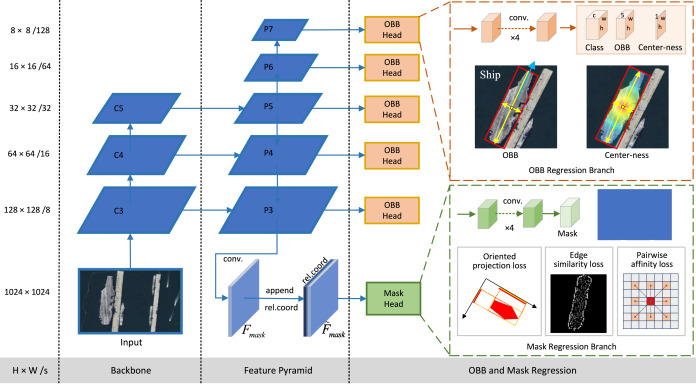 8 × 8 /128
16 × 16/64
32 × 32/32
64 × 64 /16
128 × 128 /8
1024 × 1024
H × W /s
C5
C4
C3
Input
Backbone
P7
P6
P5
P4
P3
conv.
F_mask
append
rel.coord
rel.coord
F̃_mask
Feature Pyramid
OBB
Head
OBB
Head
OBB
Head
OBB
Head
OBB
Head
Mask
Head
conv.
×4
c w
h
Class
5 w
h
OBB
1 w
h
Center-ness
Ship
OBB
Center-ness
OBB Regression Branch
conv.
×4
Mask
Oriented
projection loss
Edge
similarity loss
Pairwise
affinity loss
Mask Regression Branch
OBB and Mask Regression